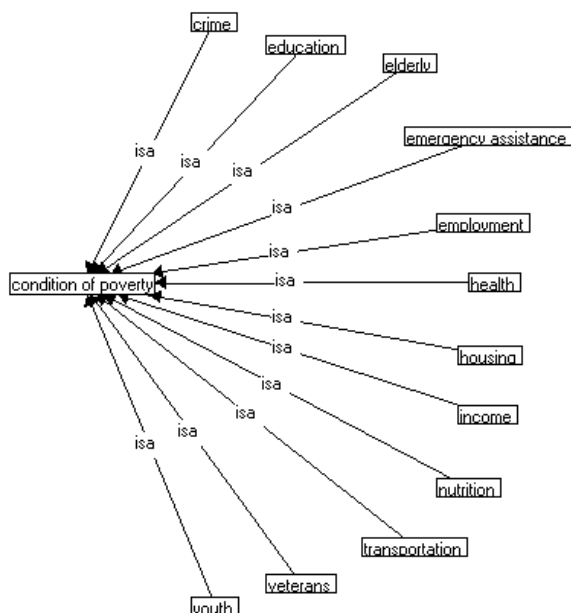 crime
education
elderly
emergency assistance
isa
isa
isa
isa
employment
isa
condition of poverty
isa
health
isa
housing
isa
income
isa
nutrition
isa
isa
isa
transportation
veterans
youth